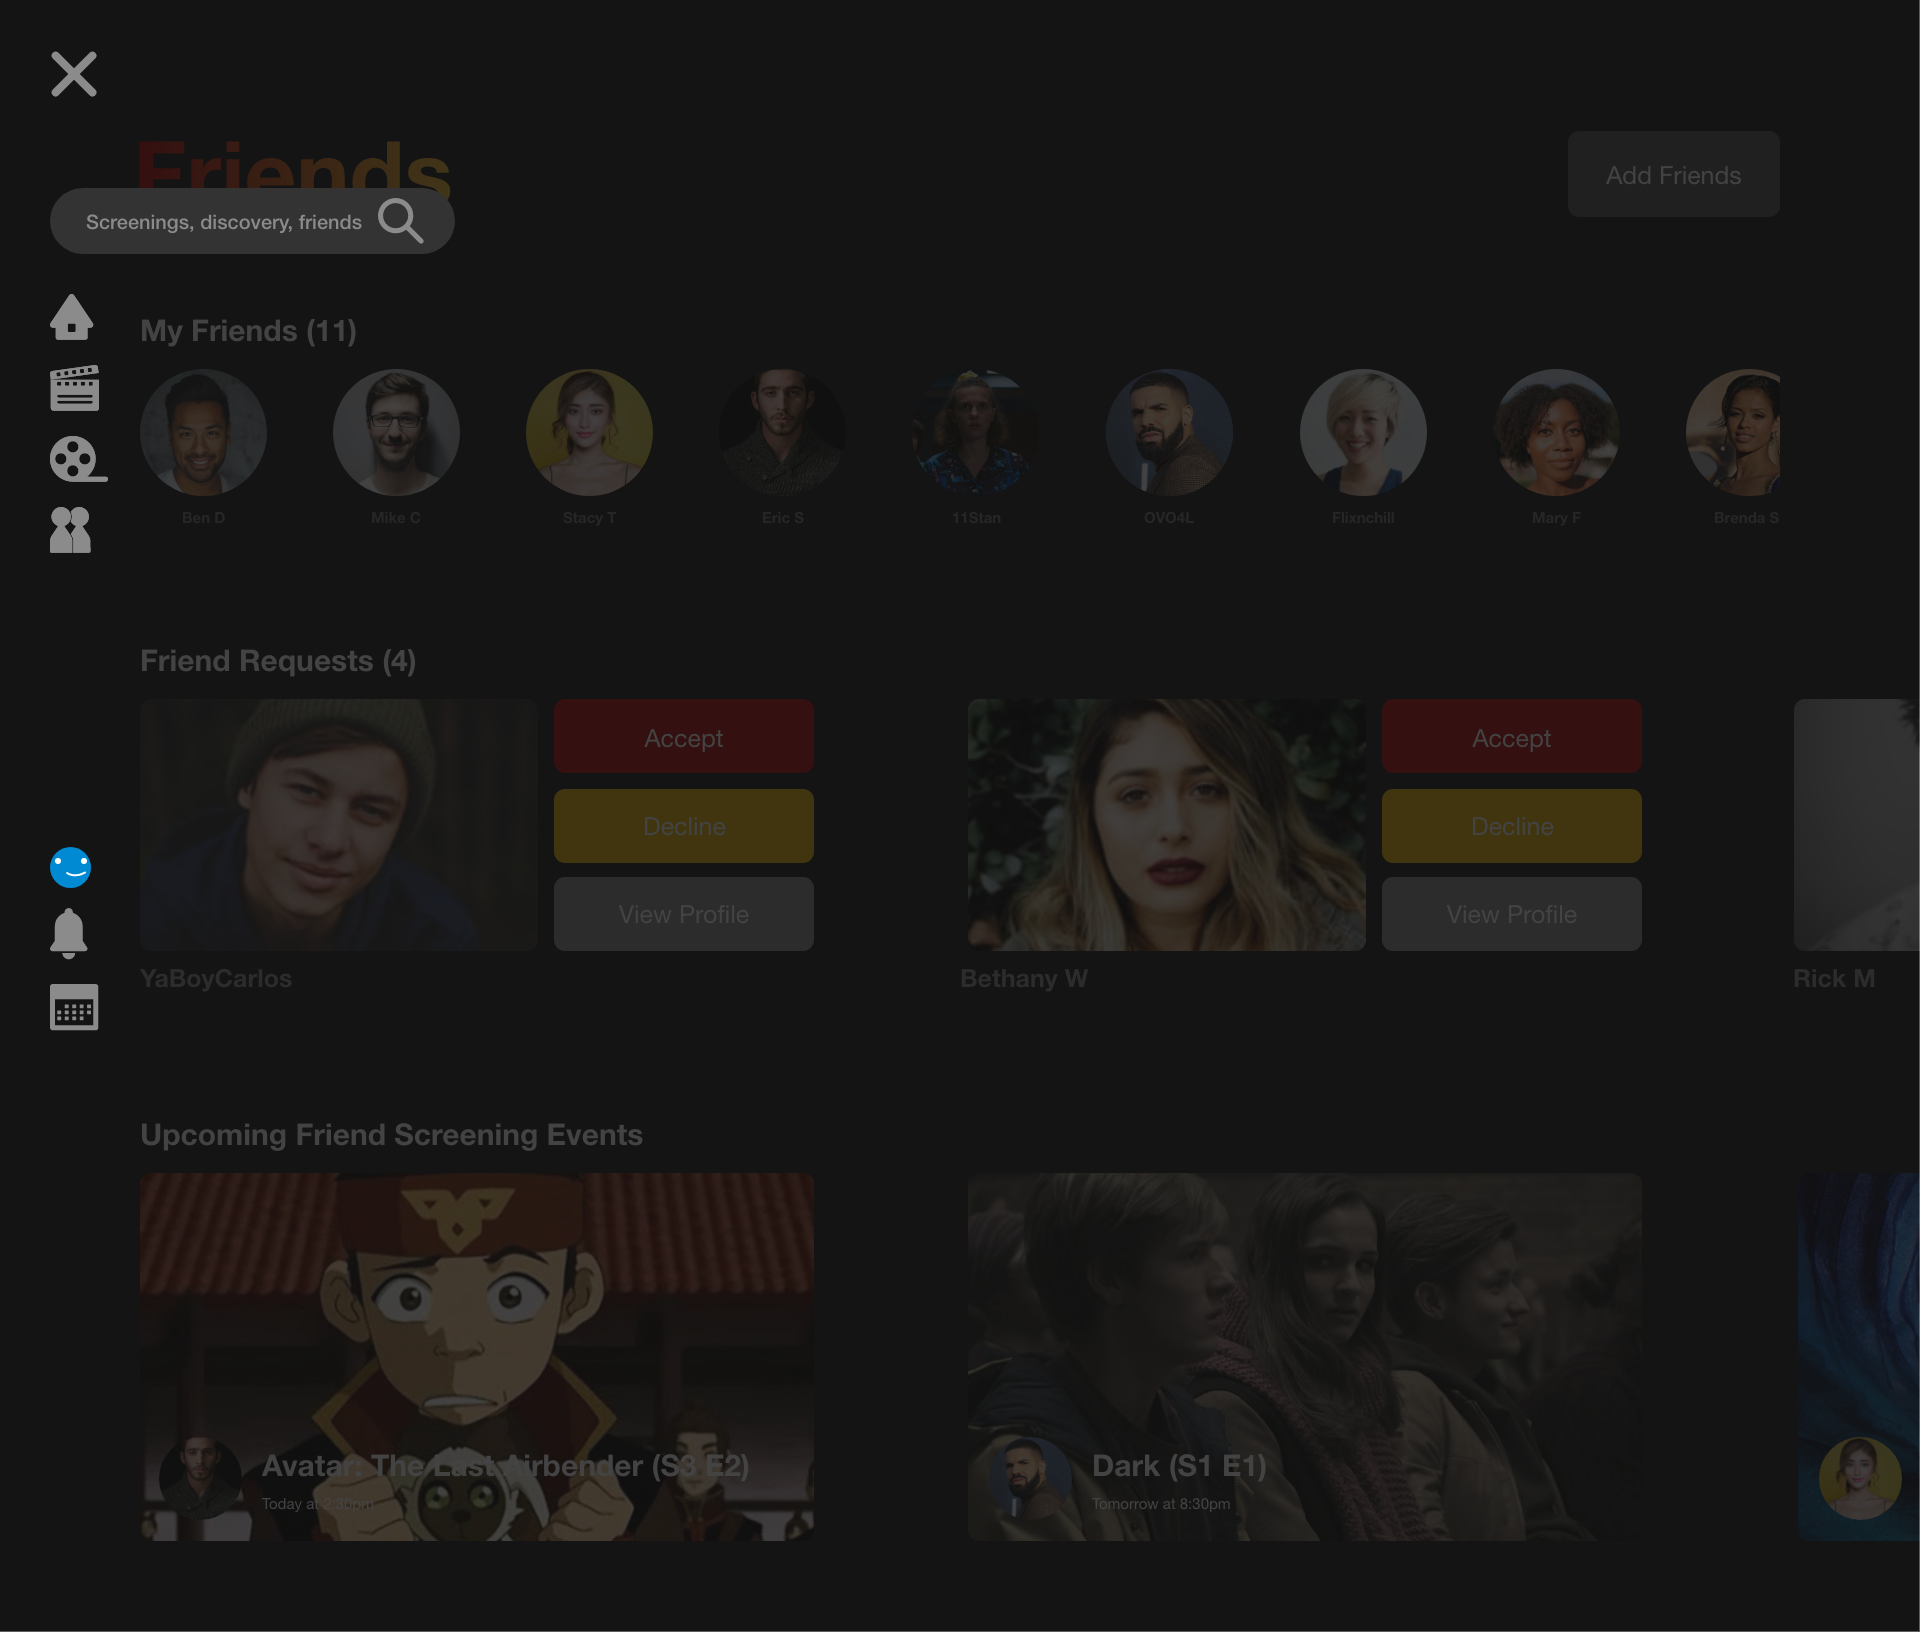 Friends
Add Friends
Screenings, discovery, friends
My Friends (11)
Ben D
Mike C
Stacy T
Eric S
11Stan
OVO4L
Flixnchill
Mary F
Brenda S
Friend Requests (4)
Accept
Decline
View Profile
YaBoyCarlos
Accept
Decline
View Profile
Bethany W
Rick M
Upcoming Friend Screening Events
Avatar: The Last Airbender (S3 E2)
Today at 2:30pm
Dark (S1 E1)
Tomorrow at 8:30pm